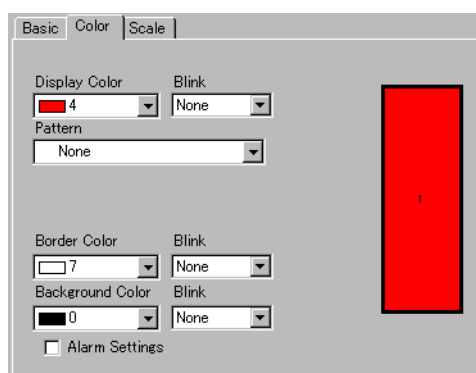 Basic Color Scale
Display Color Blink
4 None
Pattern
None
1
Border Color Blink
7 None
Background Color Blink
0 None
Alarm Settings